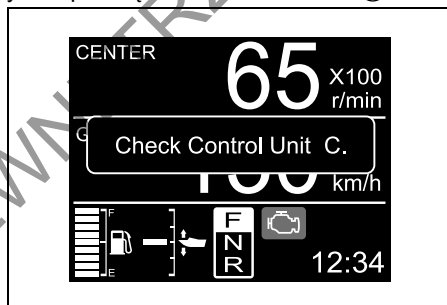 CENTER
65 X100
r/min
G
Check Control Unit C.
km/h
F
E
F
N
R
12:34